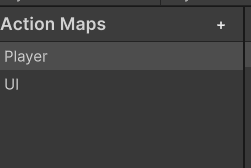 Action Maps +
Player
UI